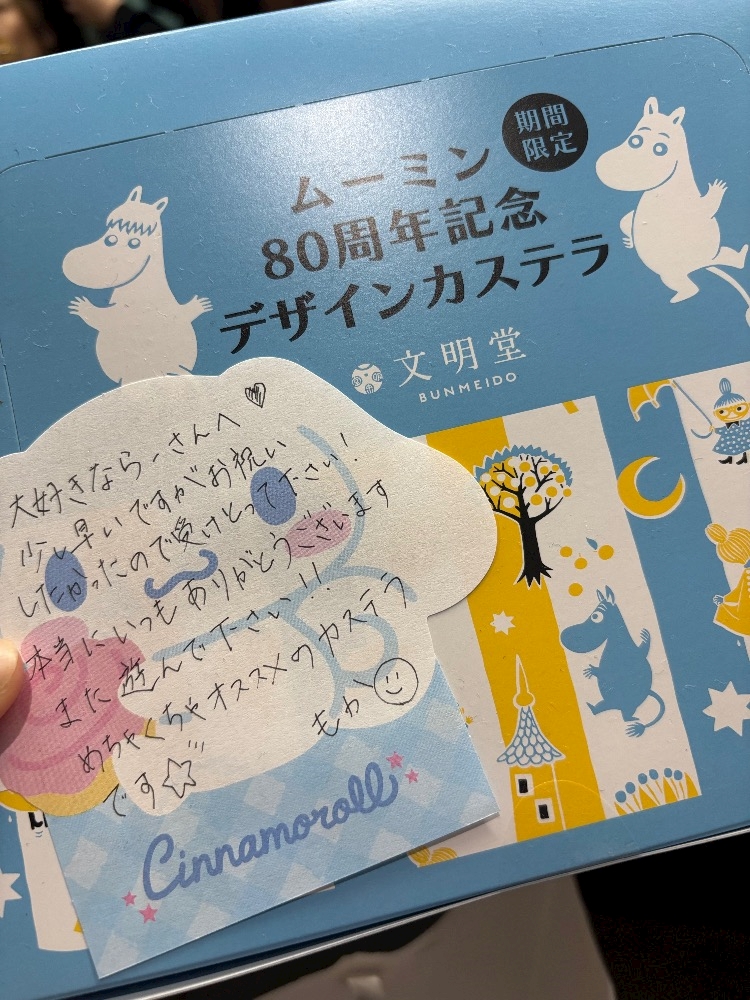 期間
限定
ムーミン
80周年記念
デザインカステラ
文明堂
BUNMEIDO
大好きならーさんへ♡
少し早いですがお祝い
したかったので受けとって下さい!
本当にいつもありがとうございます
また遊んで下さい!!
めちゃくちゃオススメのカステラ
です☆
もか
Cinnamoroll